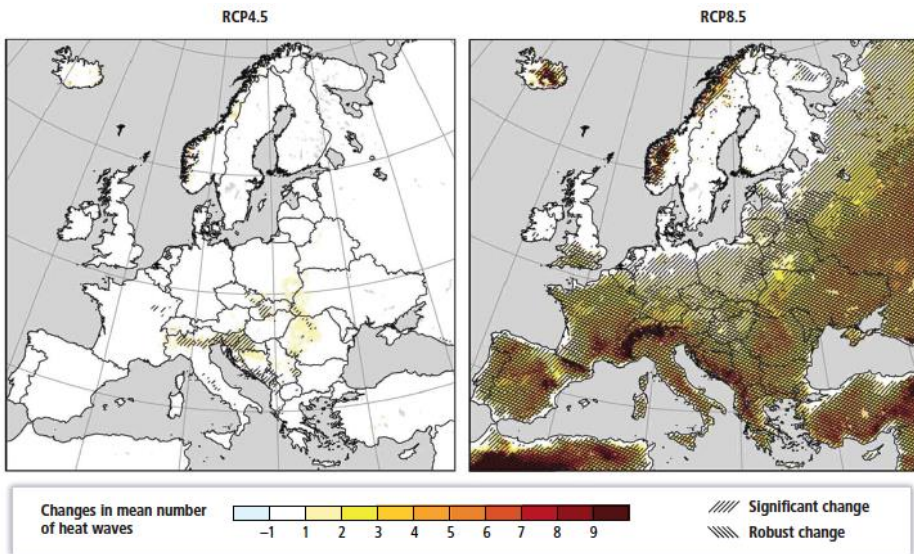 RCP4.5
RCP8.5
Changes in mean number
of heat waves
−1 1 2 3 4 5 6 7 8 9
Significant change
Robust change